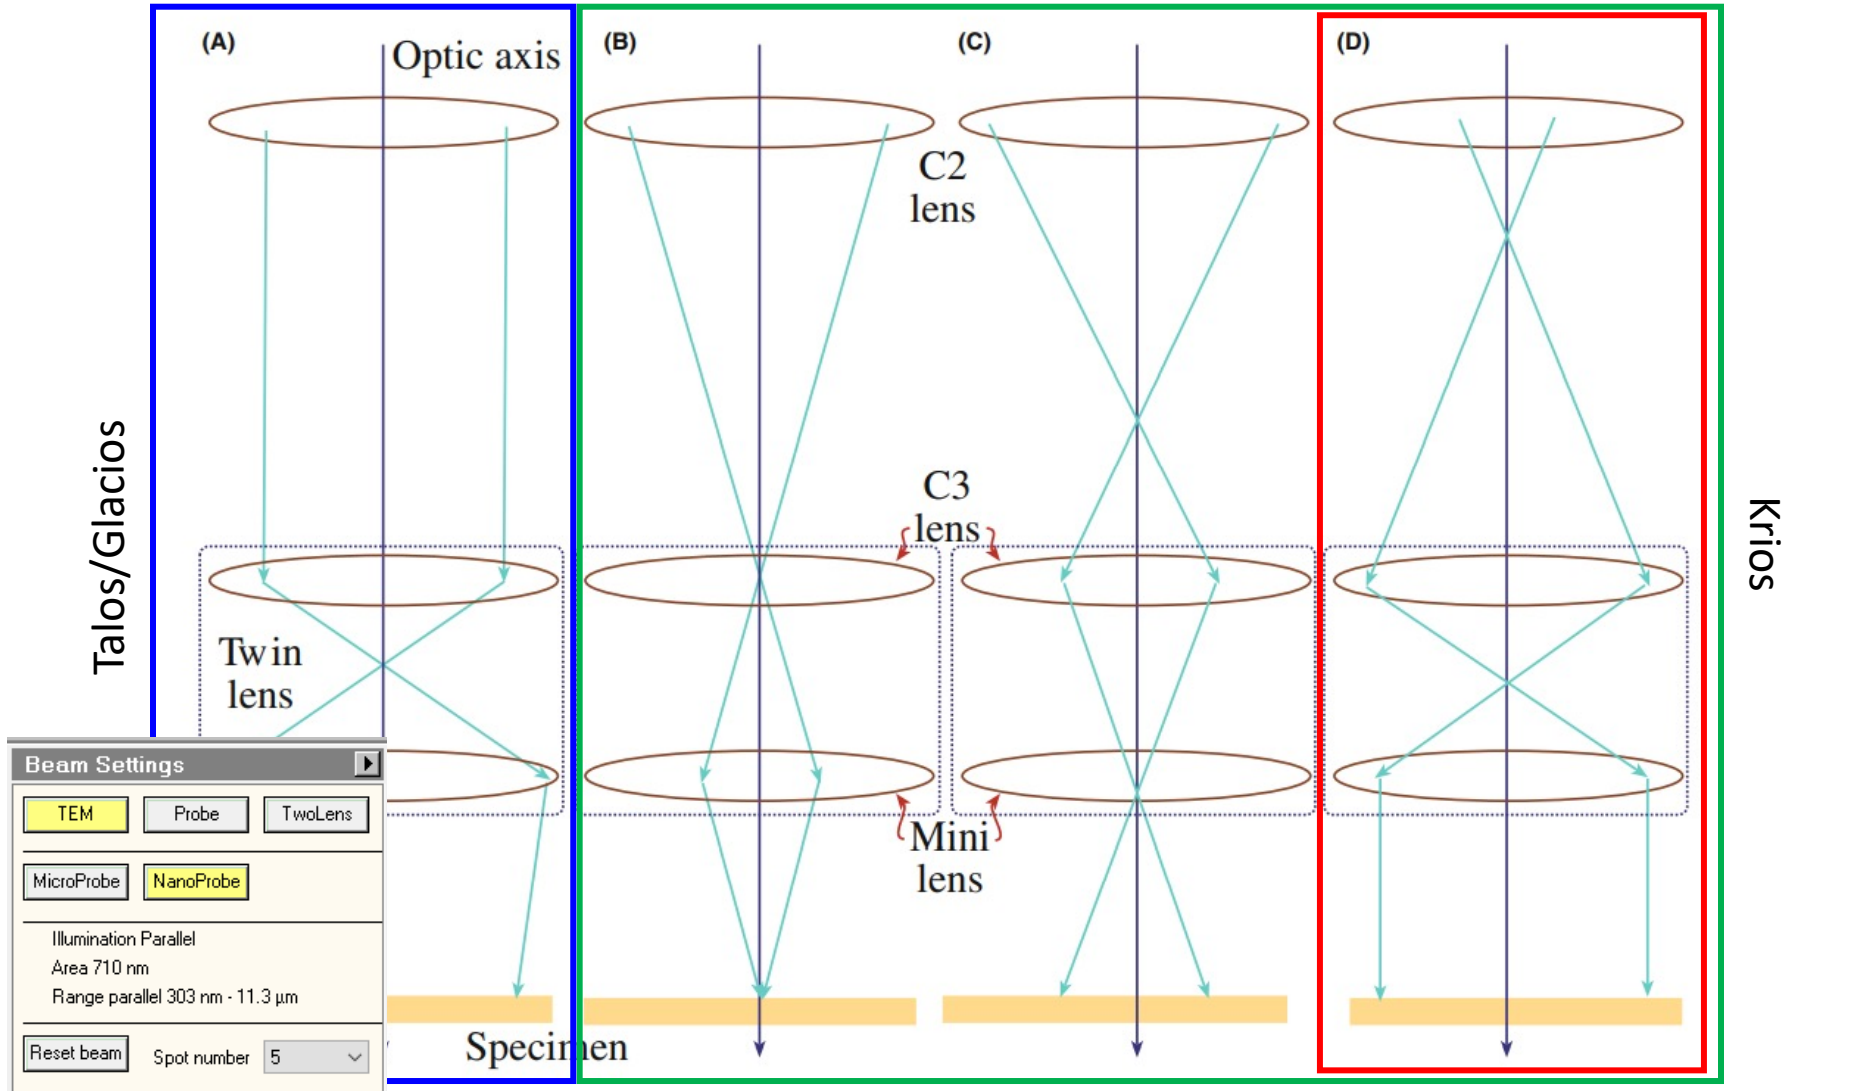 (A)
Optic axis
(B)
(C)
(D)
C2
lens
C3
lens
Talos/Glacios
Krios
Twin
lens
Mini
lens
Specimen
Beam Settings
TEM
Probe
TwoLens
MicroProbe
NanoProbe
Illumination Parallel
Area 710 nm
Range parallel 303 nm - 11.3 µm
Reset beam
Spot number
5